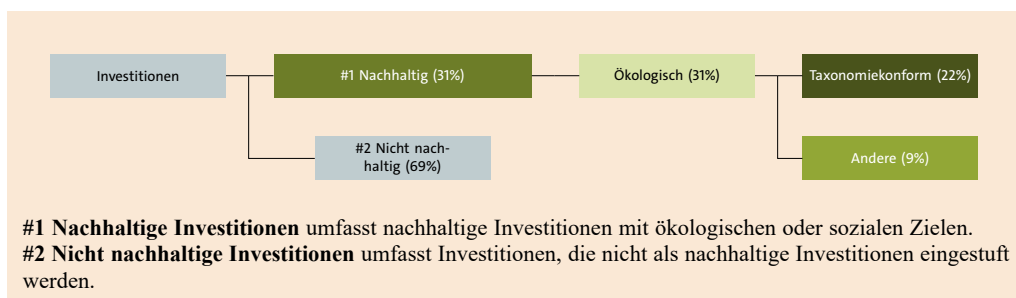 Investitionen
#1 Nachhaltig (31%)
Ökologisch (31%)
Taxonomiekonform (22%)
#2 Nicht nach-
haltig (69%)
Andere (9%)
#1 Nachhaltige Investitionen umfasst nachhaltige Investitionen mit ökologischen oder sozialen Zielen.
#2 Nicht nachhaltige Investitionen umfasst Investitionen, die nicht als nachhaltige Investitionen eingestuft
werden.